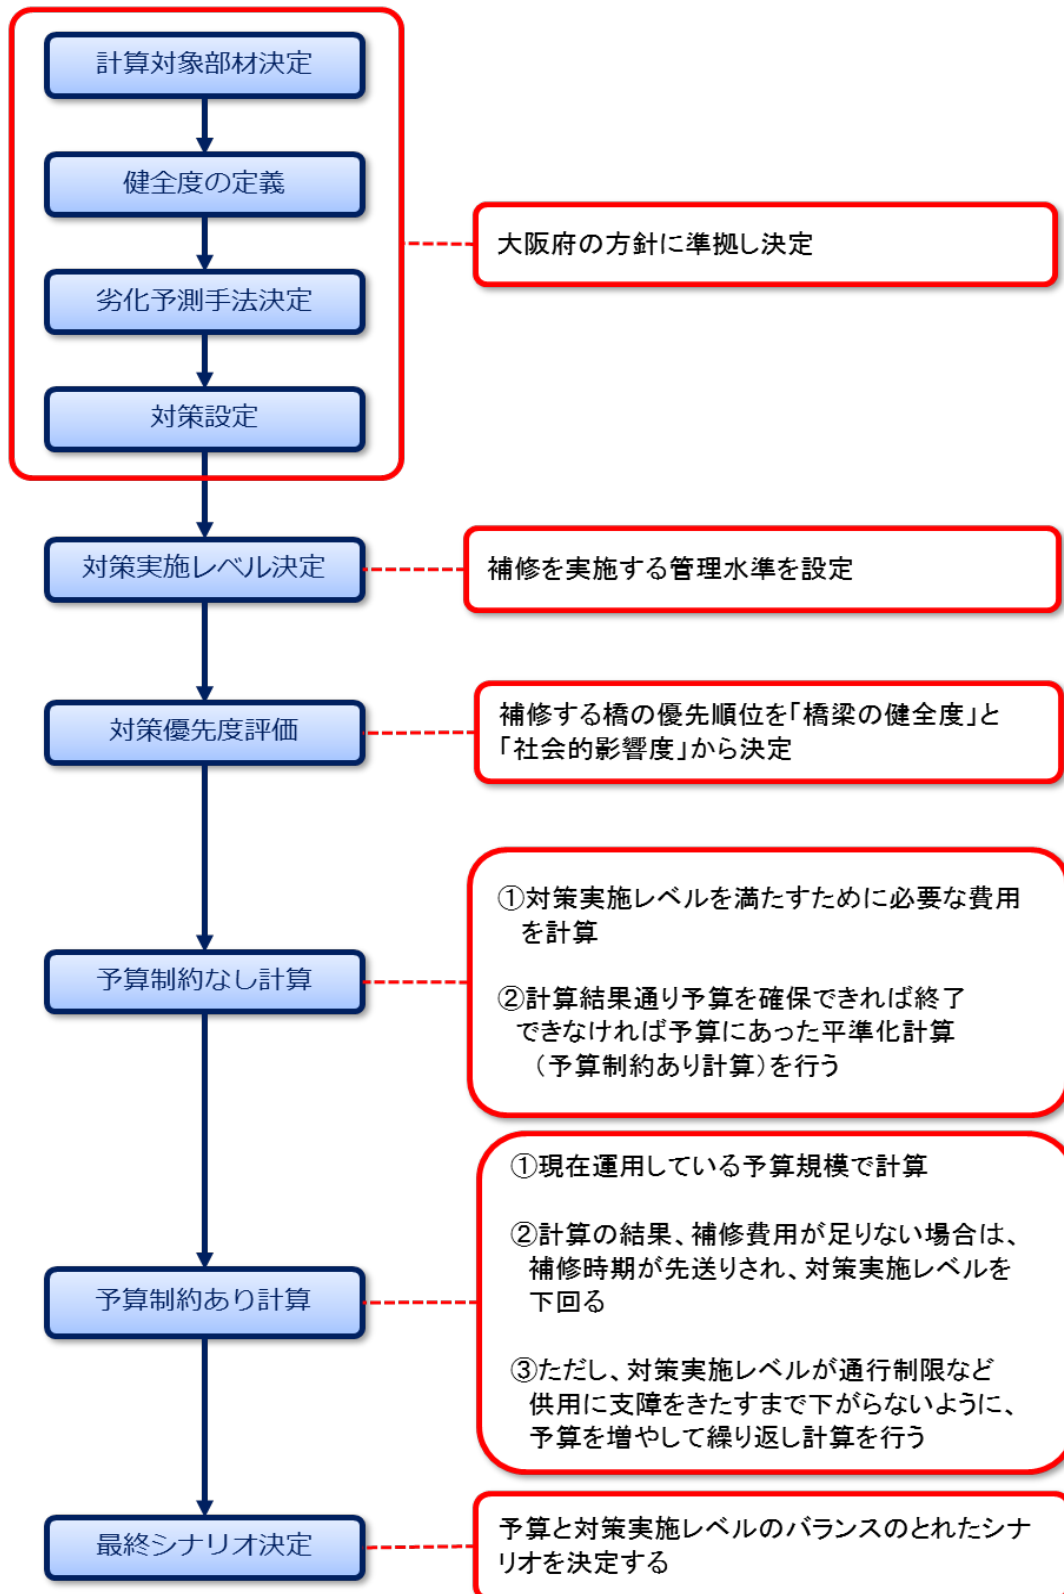 計算対象部材決定
健全度の定義
大阪府の方針に準拠し決定
劣化予測手法決定
対策設定
対策実施レベル決定
補修を実施する管理水準を設定
対策優先度評価
補修する橋の優先順位を「橋梁の健全度」と
「社会的影響度」から決定
予算制約なし計算
①対策実施レベルを満たすために必要な費用
を計算
②計算結果通り予算を確保できれば終了
できなければ予算にあった平準化計算
（予算制約あり計算）を行う
予算制約あり計算
①現在運用している予算規模で計算
②計算の結果、補修費用が足りない場合は、
補修時期が先送りされ、対策実施レベルを
下回る
③ただし、対策実施レベルが通行制限など
供用に支障をきたすまで下がらないように、
予算を増やして繰り返し計算を行う
最終シナリオ決定
予算と対策実施レベルのバランスのとれたシナ
リオを決定する